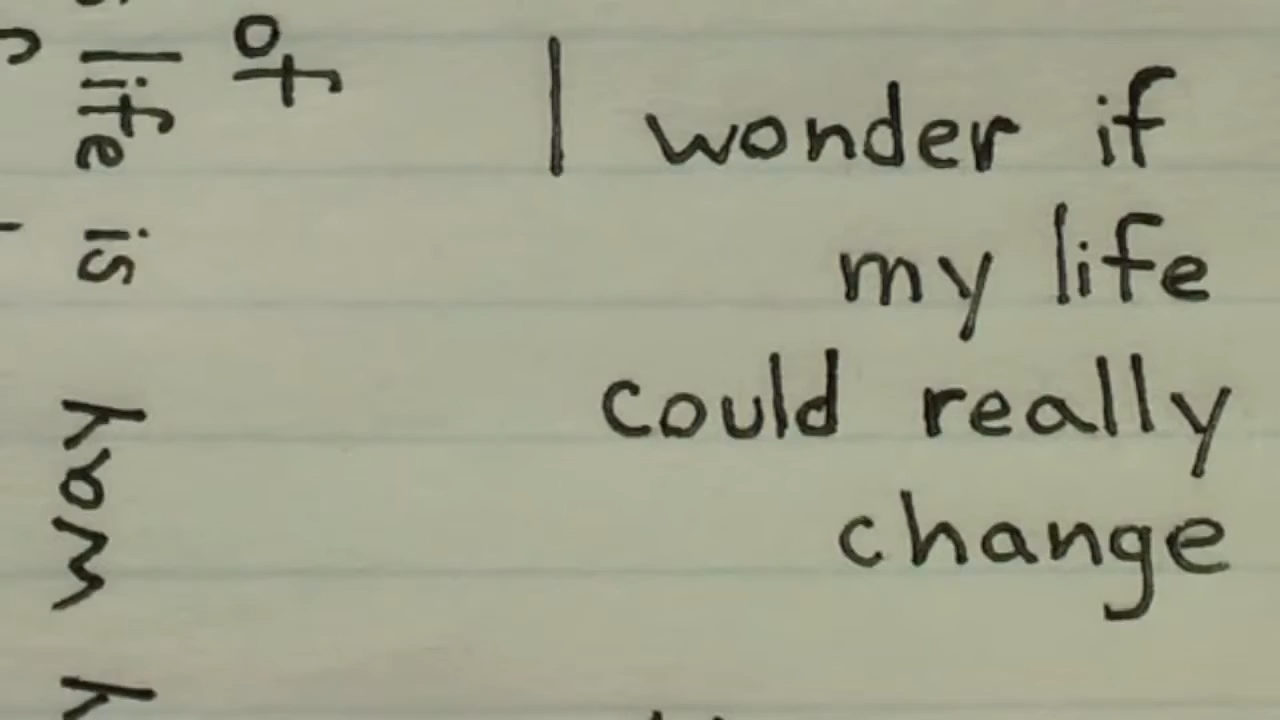 I wonder if
my life
could really
change
of
life is
way